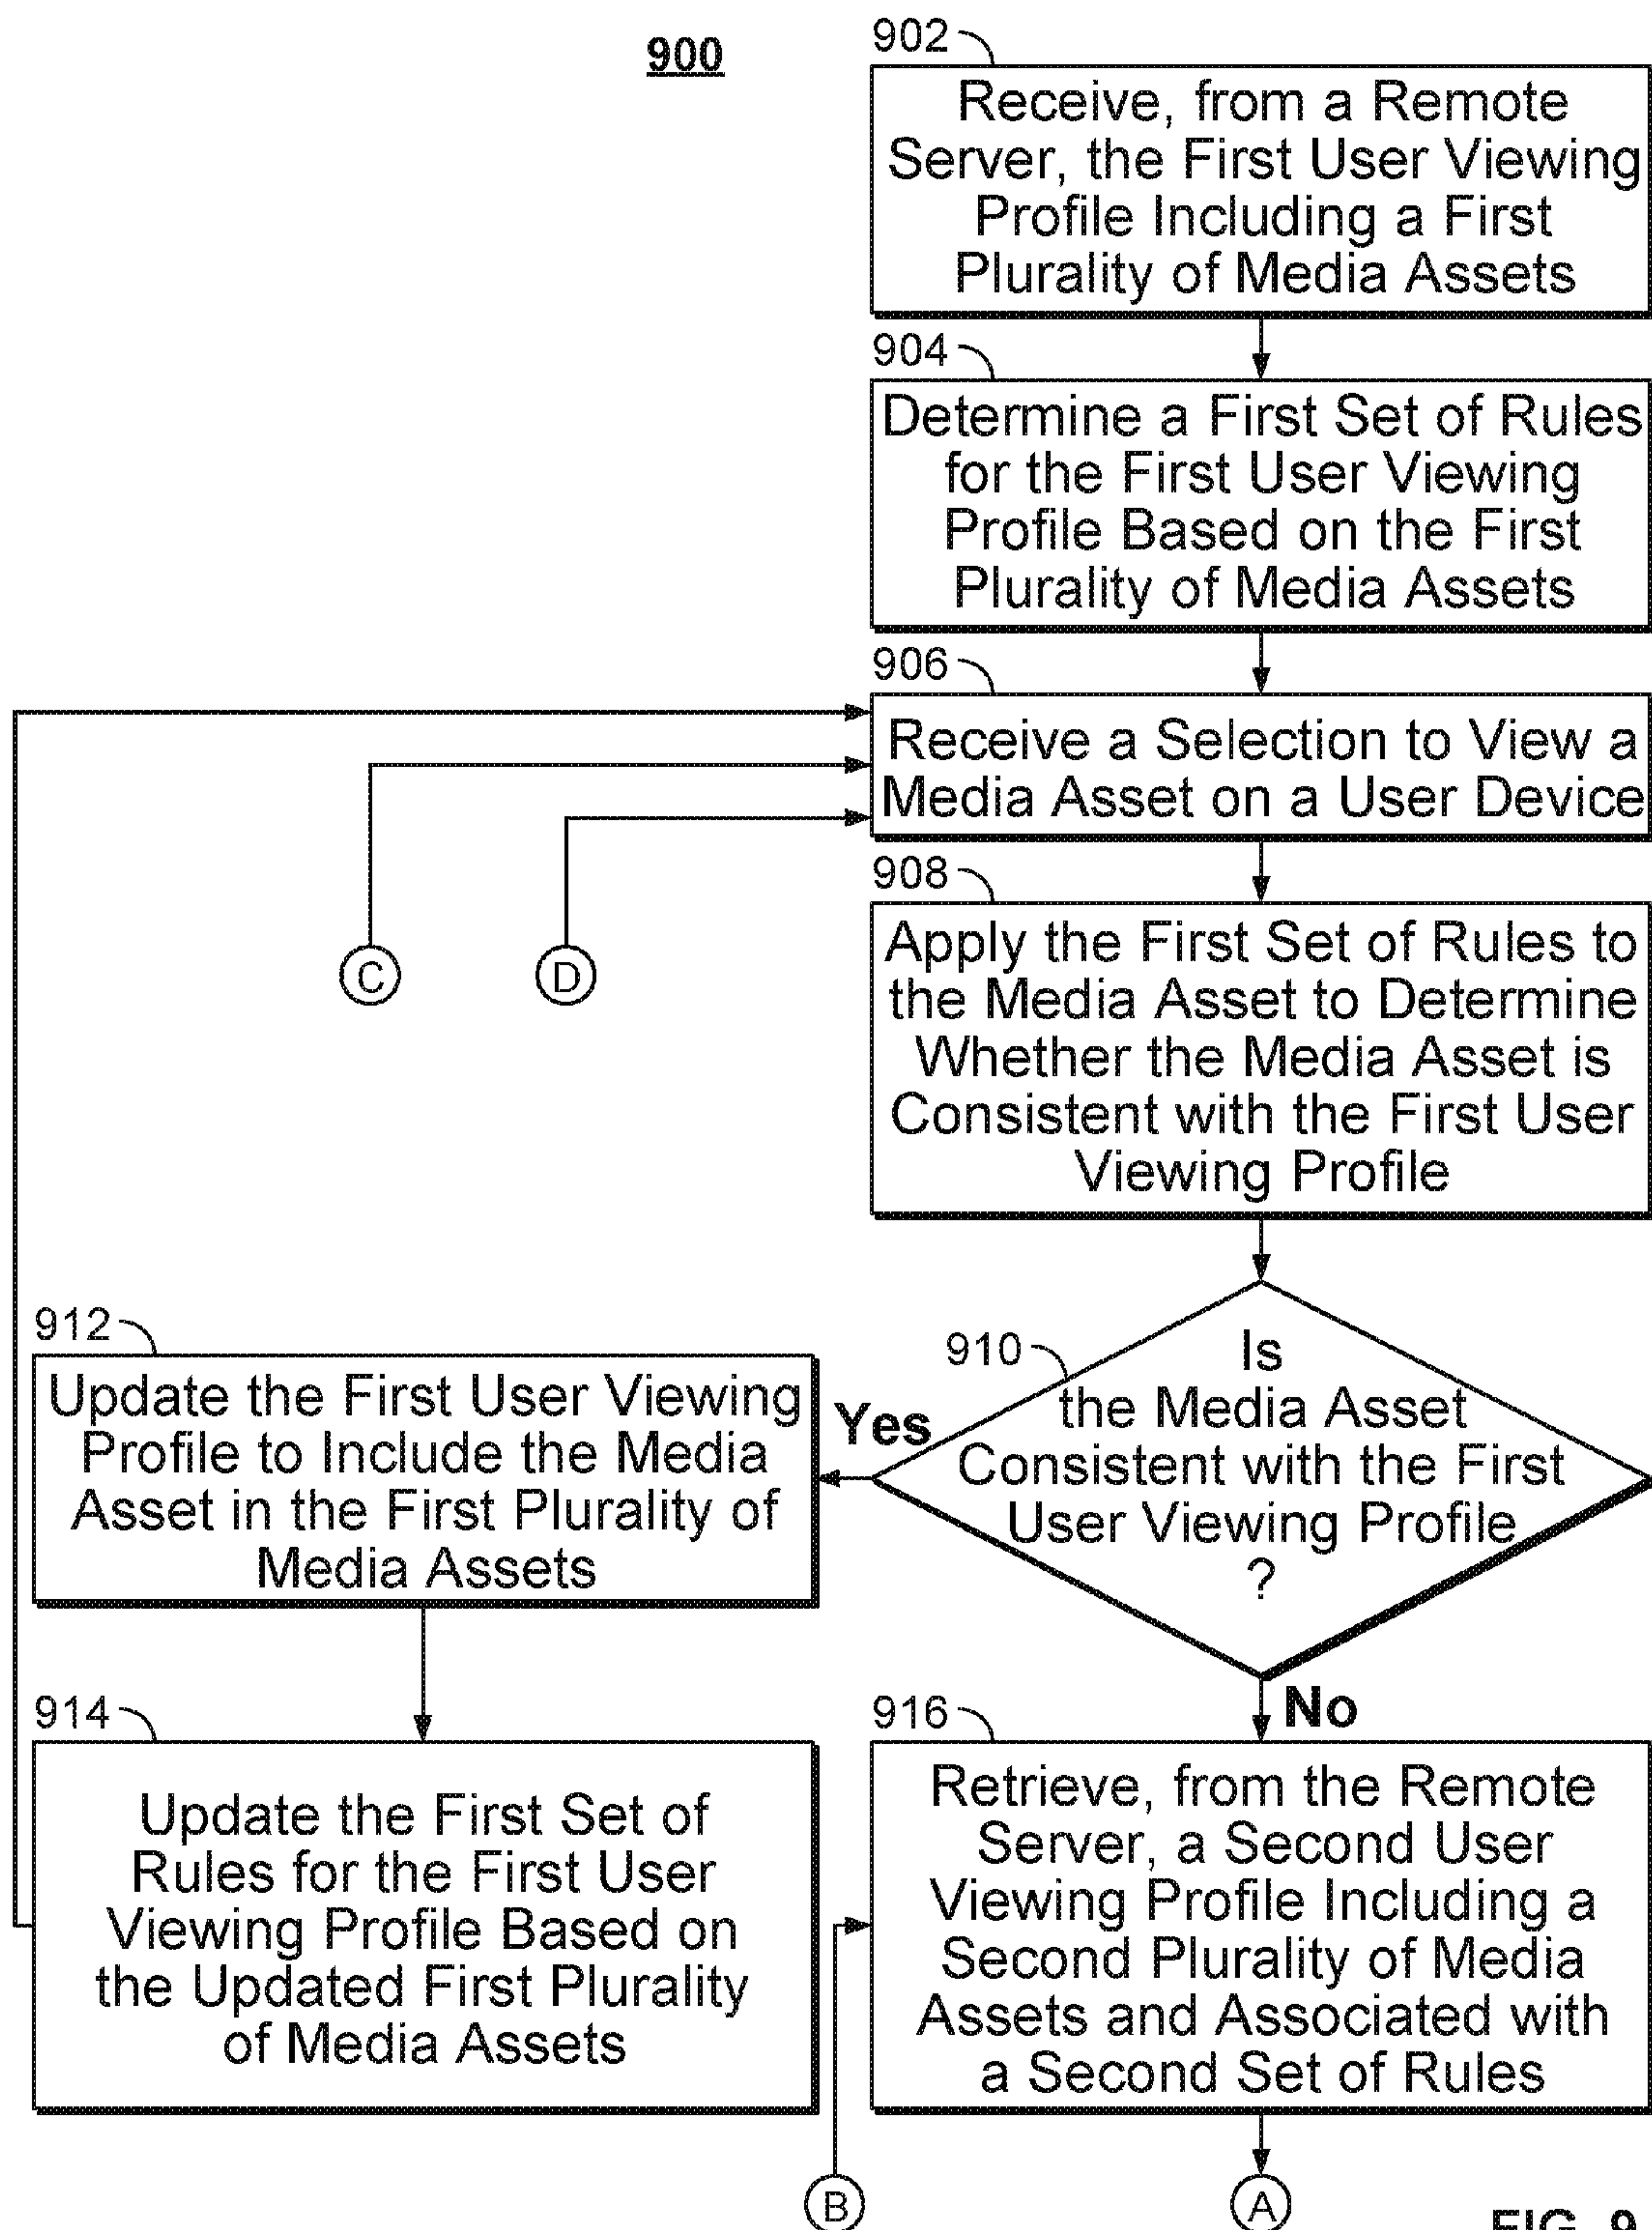 900
902
Receive, from a Remote
Server, the First User Viewing
Profile Including a First
Plurality of Media Assets
904
Determine a First Set of Rules
for the First User Viewing
Profile Based on the First
Plurality of Media Assets
906
Receive a Selection to View a
Media Asset on a User Device
C
D
908
Apply the First Set of Rules to
the Media Asset to Determine
Whether the Media Asset is
Consistent with the First User
Viewing Profile
910
Is
the Media Asset
Consistent with the First
User Viewing Profile
?
Yes
912
Update the First User Viewing
Profile to Include the Media
Asset in the First Plurality of
Media Assets
914
Update the First Set of
Rules for the First User
Viewing Profile Based on
the Updated First Plurality
of Media Assets
No
916
Retrieve, from the Remote
Server, a Second User
Viewing Profile Including a
Second Plurality of Media
Assets and Associated with
a Second Set of Rules
B
A
FIG. 9